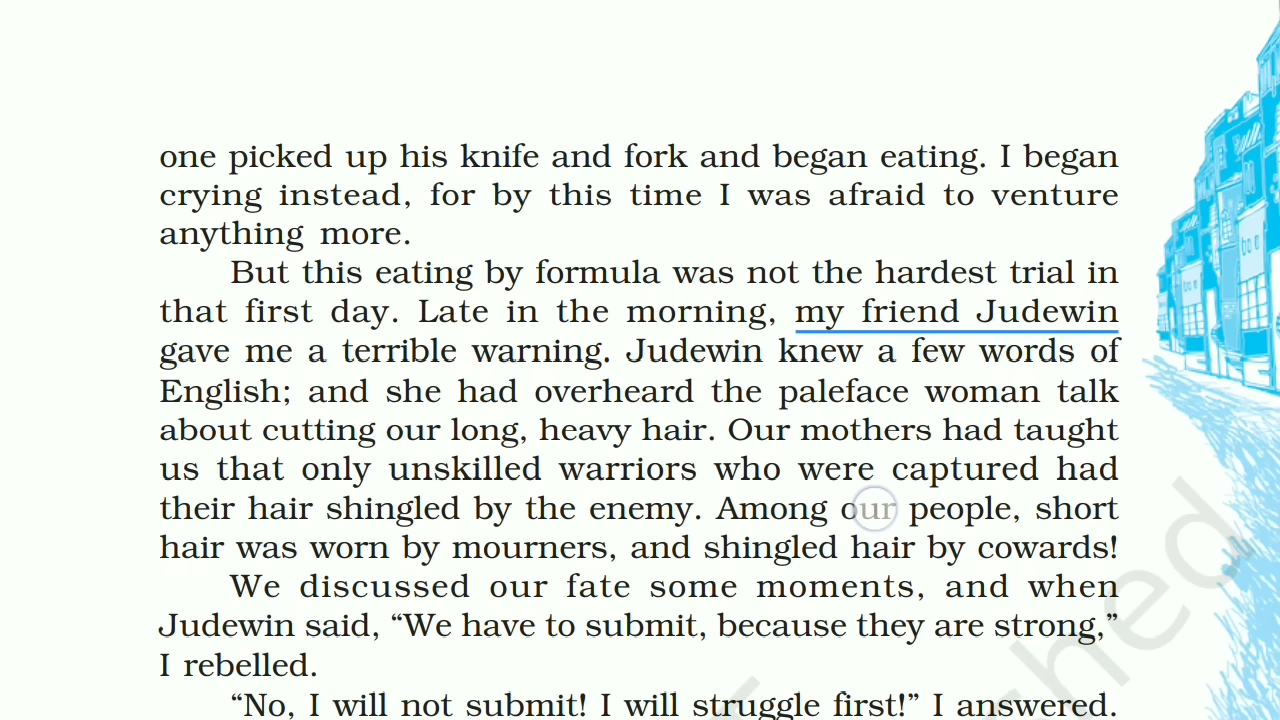 one picked up his knife and fork and began eating. I began
crying instead, for by this time I was afraid to venture
anything more.
But this eating by formula was not the hardest trial in
that first day. Late in the morning, my friend Judewin
gave me a terrible warning. Judewin knew a few words of
English; and she had overheard the paleface woman talk
about cutting our long, heavy hair. Our mothers had taught
us that only unskilled warriors who were captured had
their hair shingled by the enemy. Among our people, short
hair was worn by mourners, and shingled hair by cowards!
We discussed our fate some moments, and when
Judewin said, “We have to submit, because they are strong,”
I rebelled.
“No, I will not submit! I will struggle first!” I answered.